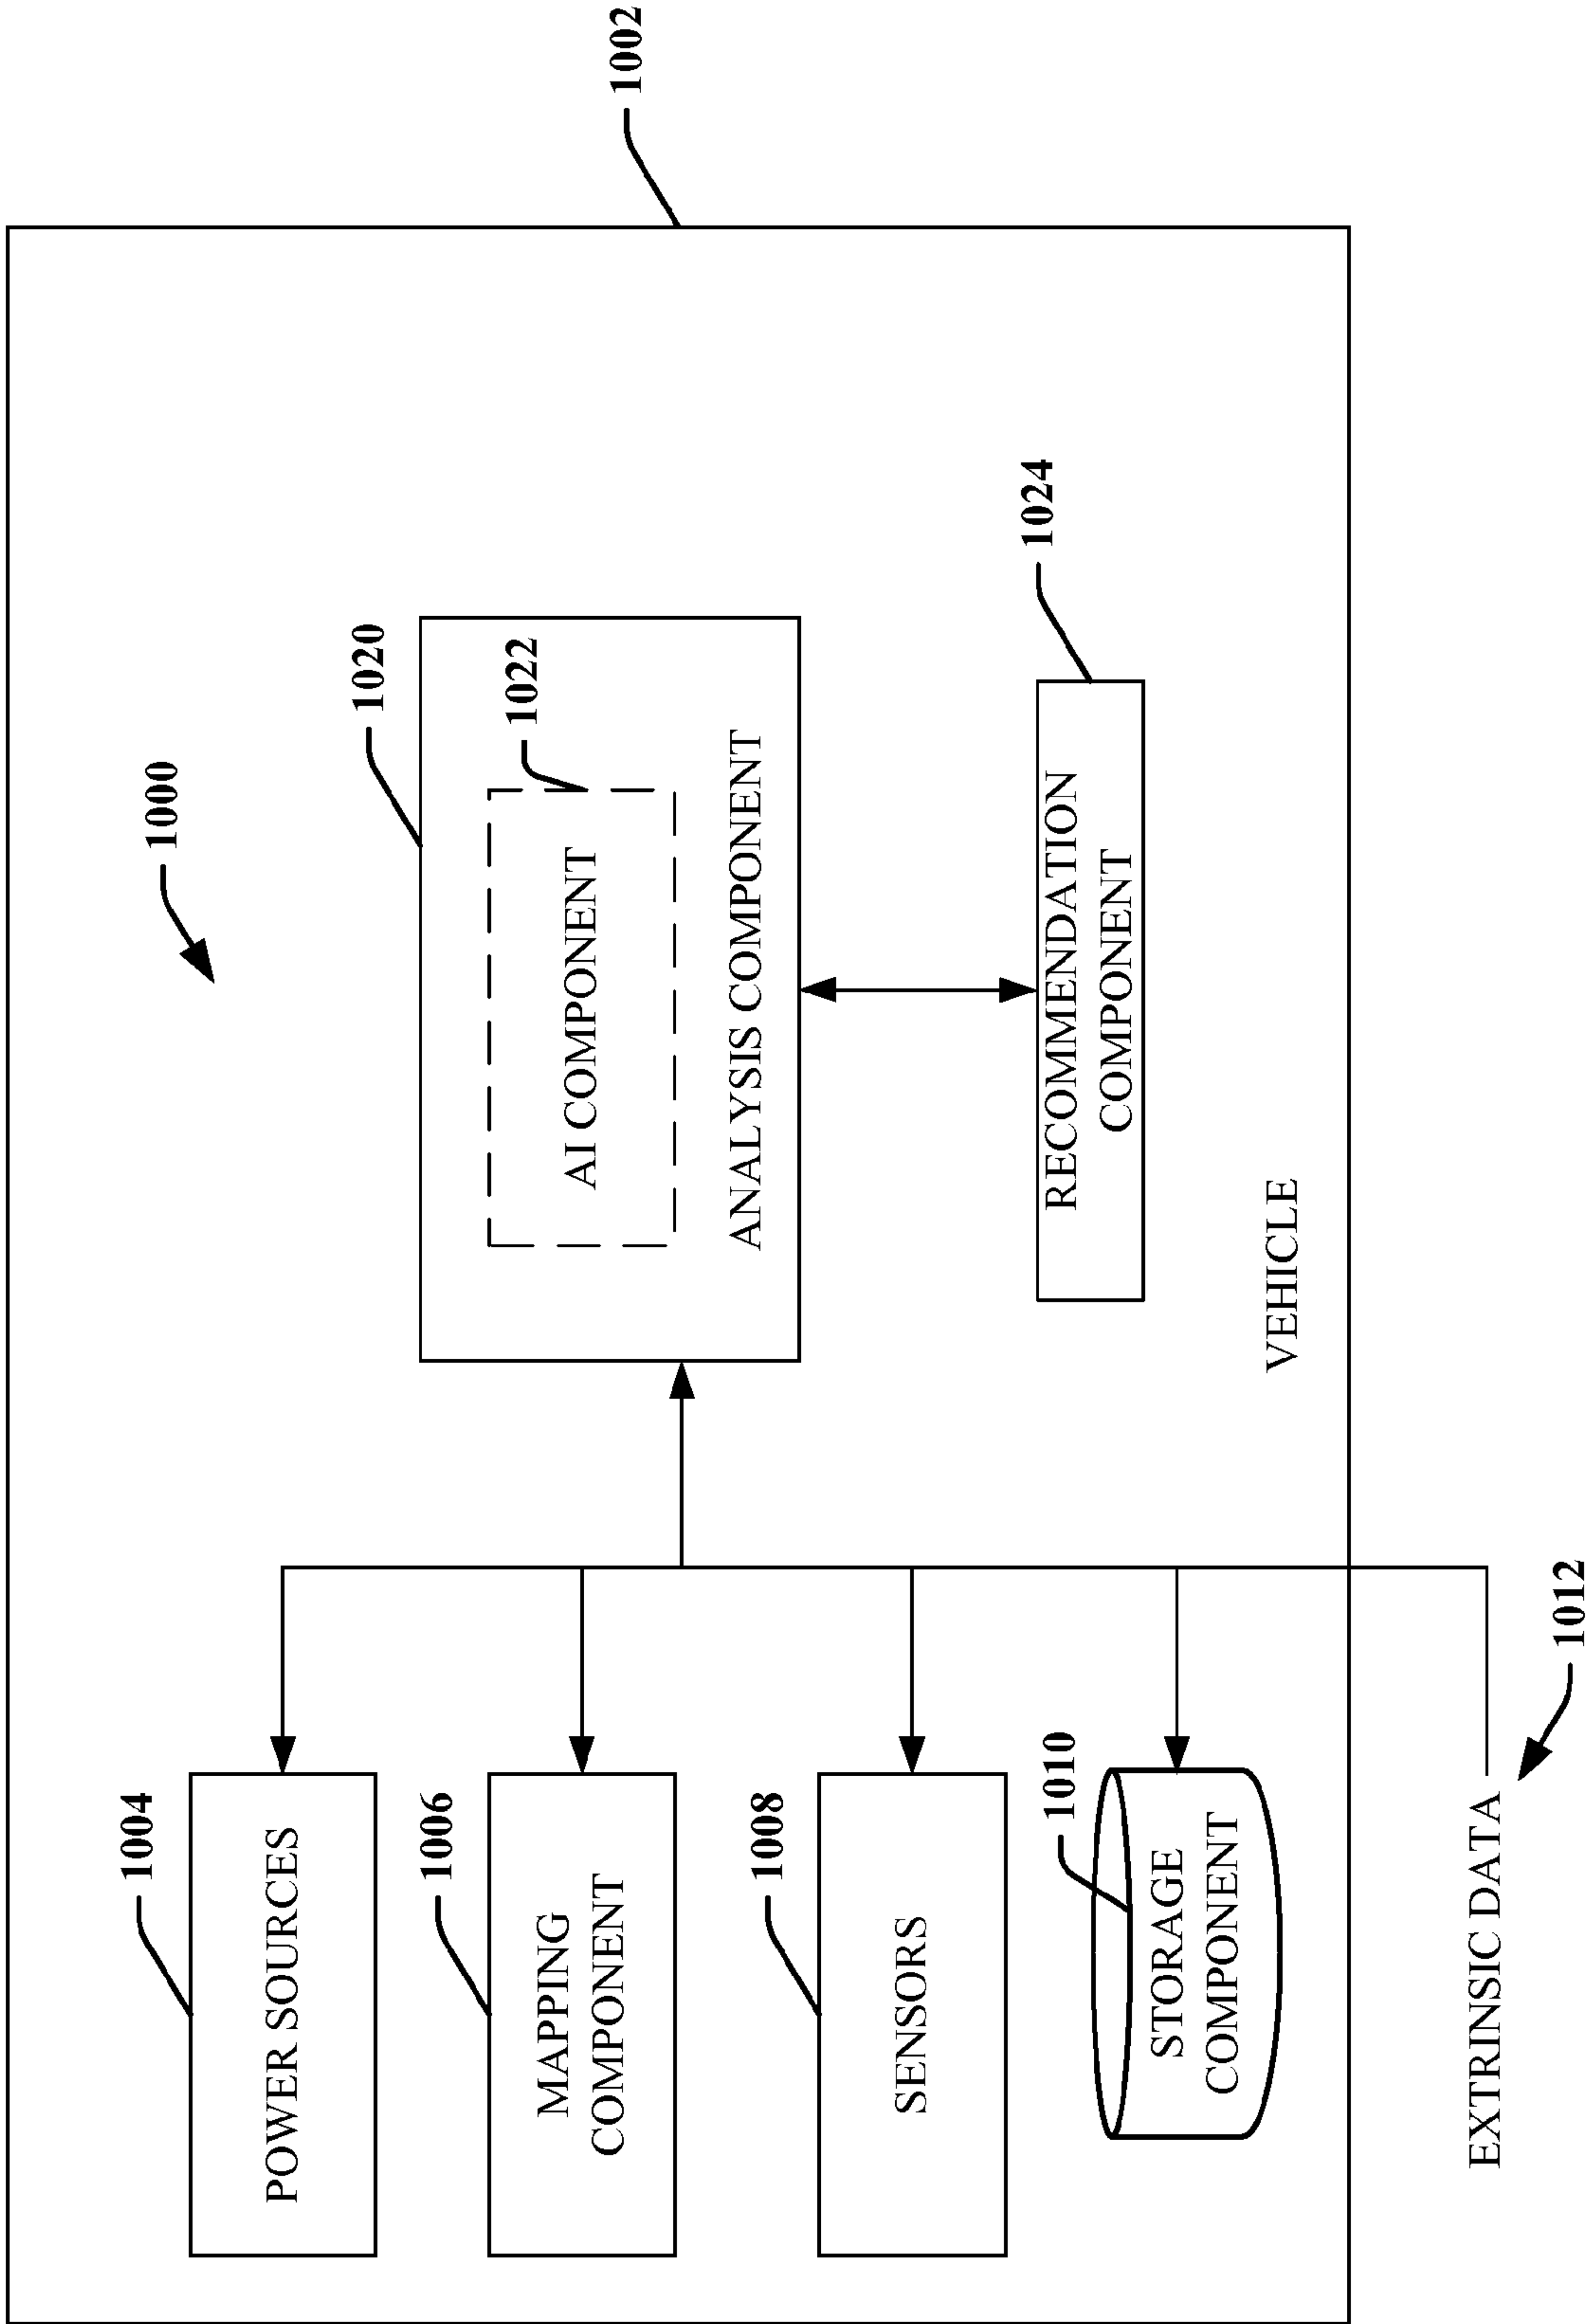 1000
1002
1004
POWER SOURCES
1006
MAPPING
COMPONENT
1008
SENSORS
1010
STORAGE
COMPONENT
EXTRINSIC DATA
1012
1020
1022
AI COMPONENT
ANALYSIS COMPONENT
1024
RECOMMENDATION
COMPONENT
VEHICLE